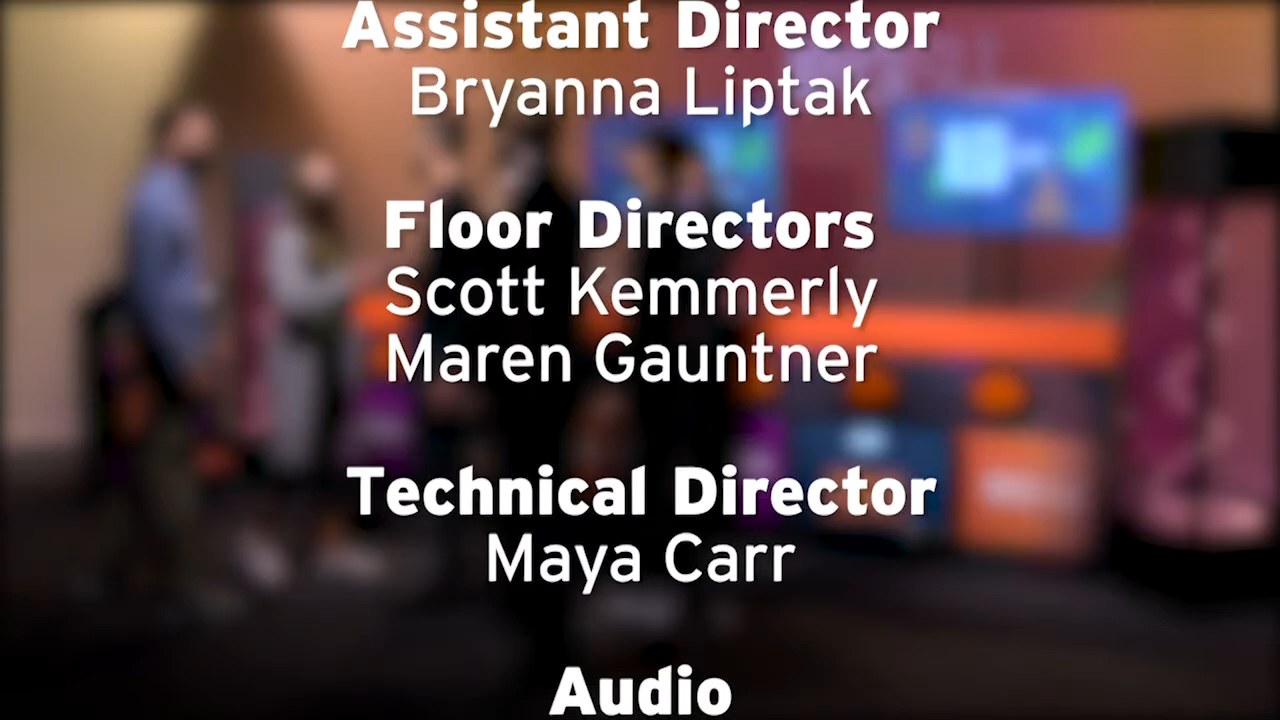 Assistant Director
Bryanna Liptak
Floor Directors
Scott Kemmerly
Maren Gauntner
Technical Director
Maya Carr
Audio